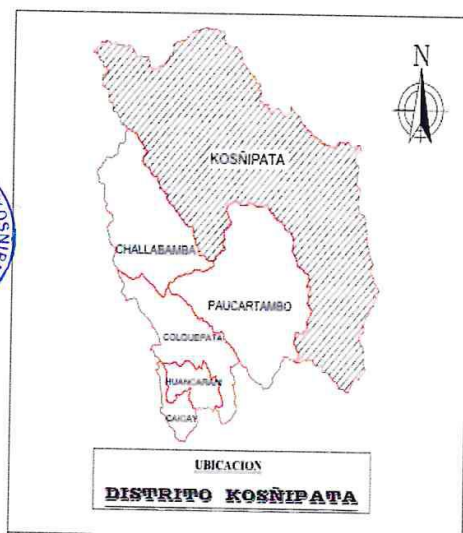 N
KOSÑIPATA
CHALLABAMBA
PAUCARTAMBO
COLQUEPATA
HUANCARANI
CAICAY
UBICACION
DISTRITO KOSÑIPATA